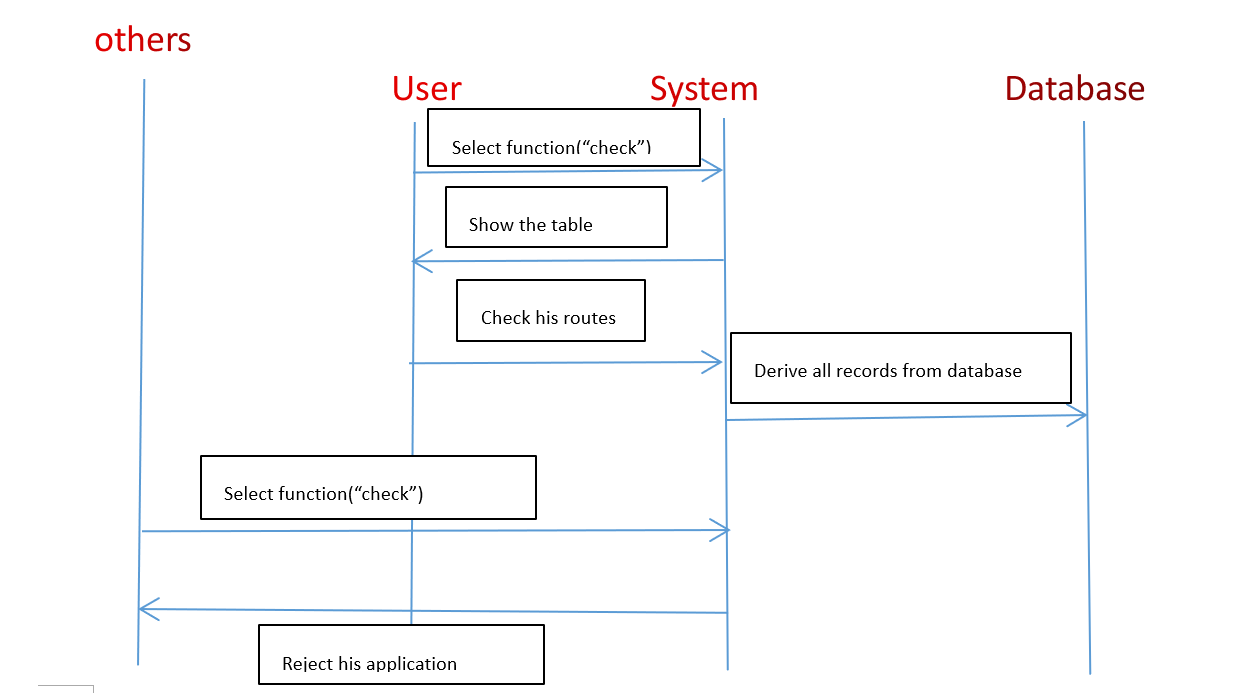 others
User
System
Database
Select function(“check”)
Show the table
Check his routes
Derive all records from database
Select function(“check”)
Reject his application